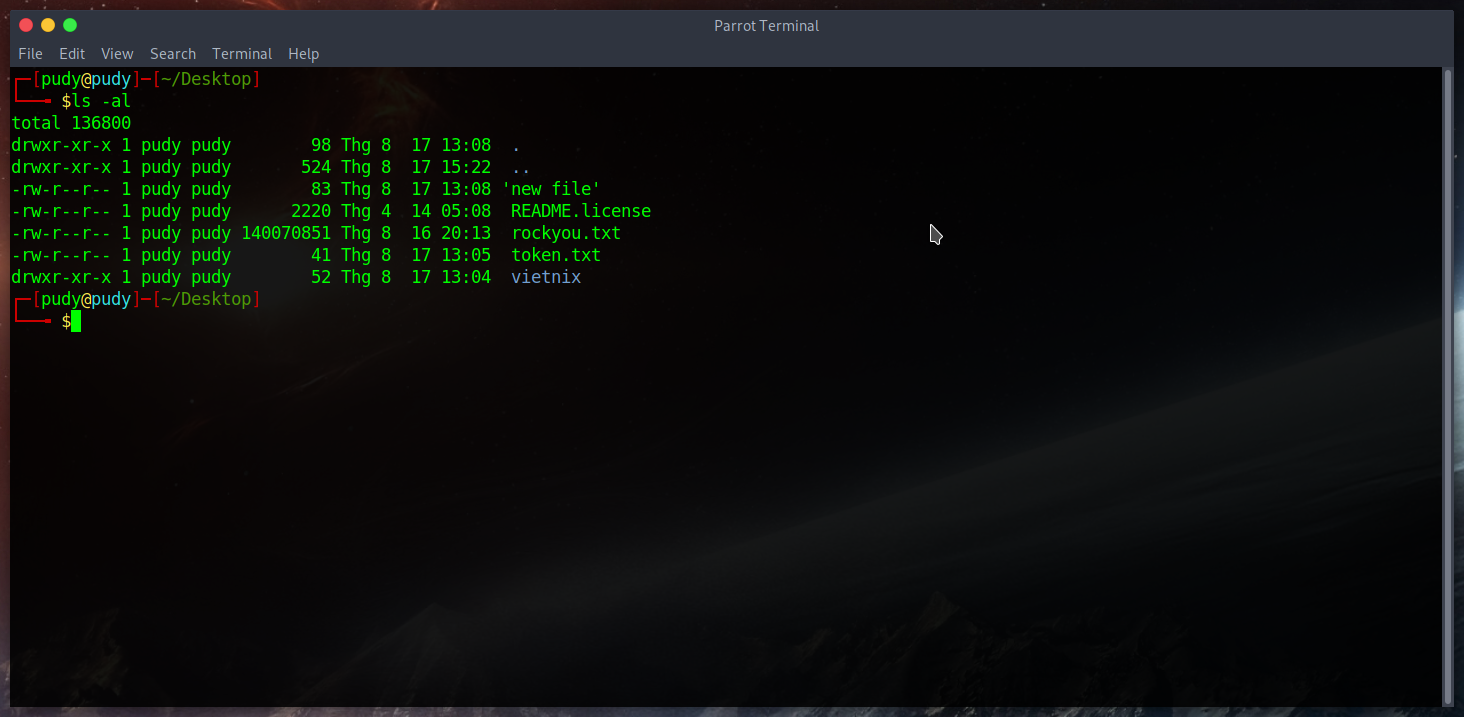 Parrot Terminal
File Edit View Search Terminal Help
┌─[pudy@pudy]─[~/Desktop]
└──╼ $ls -al
total 136800
drwxr-xr-x 1 pudy pudy        98 Thg 8  17 13:08  .
drwxr-xr-x 1 pudy pudy       524 Thg 8  17 15:22  ..
-rw-r--r-- 1 pudy pudy        83 Thg 8  17 13:08 'new file'
-rw-r--r-- 1 pudy pudy      2220 Thg 4  14 05:08  README.license
-rw-r--r-- 1 pudy pudy 140070851 Thg 8  16 20:13  rockyou.txt
-rw-r--r-- 1 pudy pudy        41 Thg 8  17 13:05  token.txt
drwxr-xr-x 1 pudy pudy        52 Thg 8  17 13:04  vietnix
┌─[pudy@pudy]─[~/Desktop]
└──╼ $